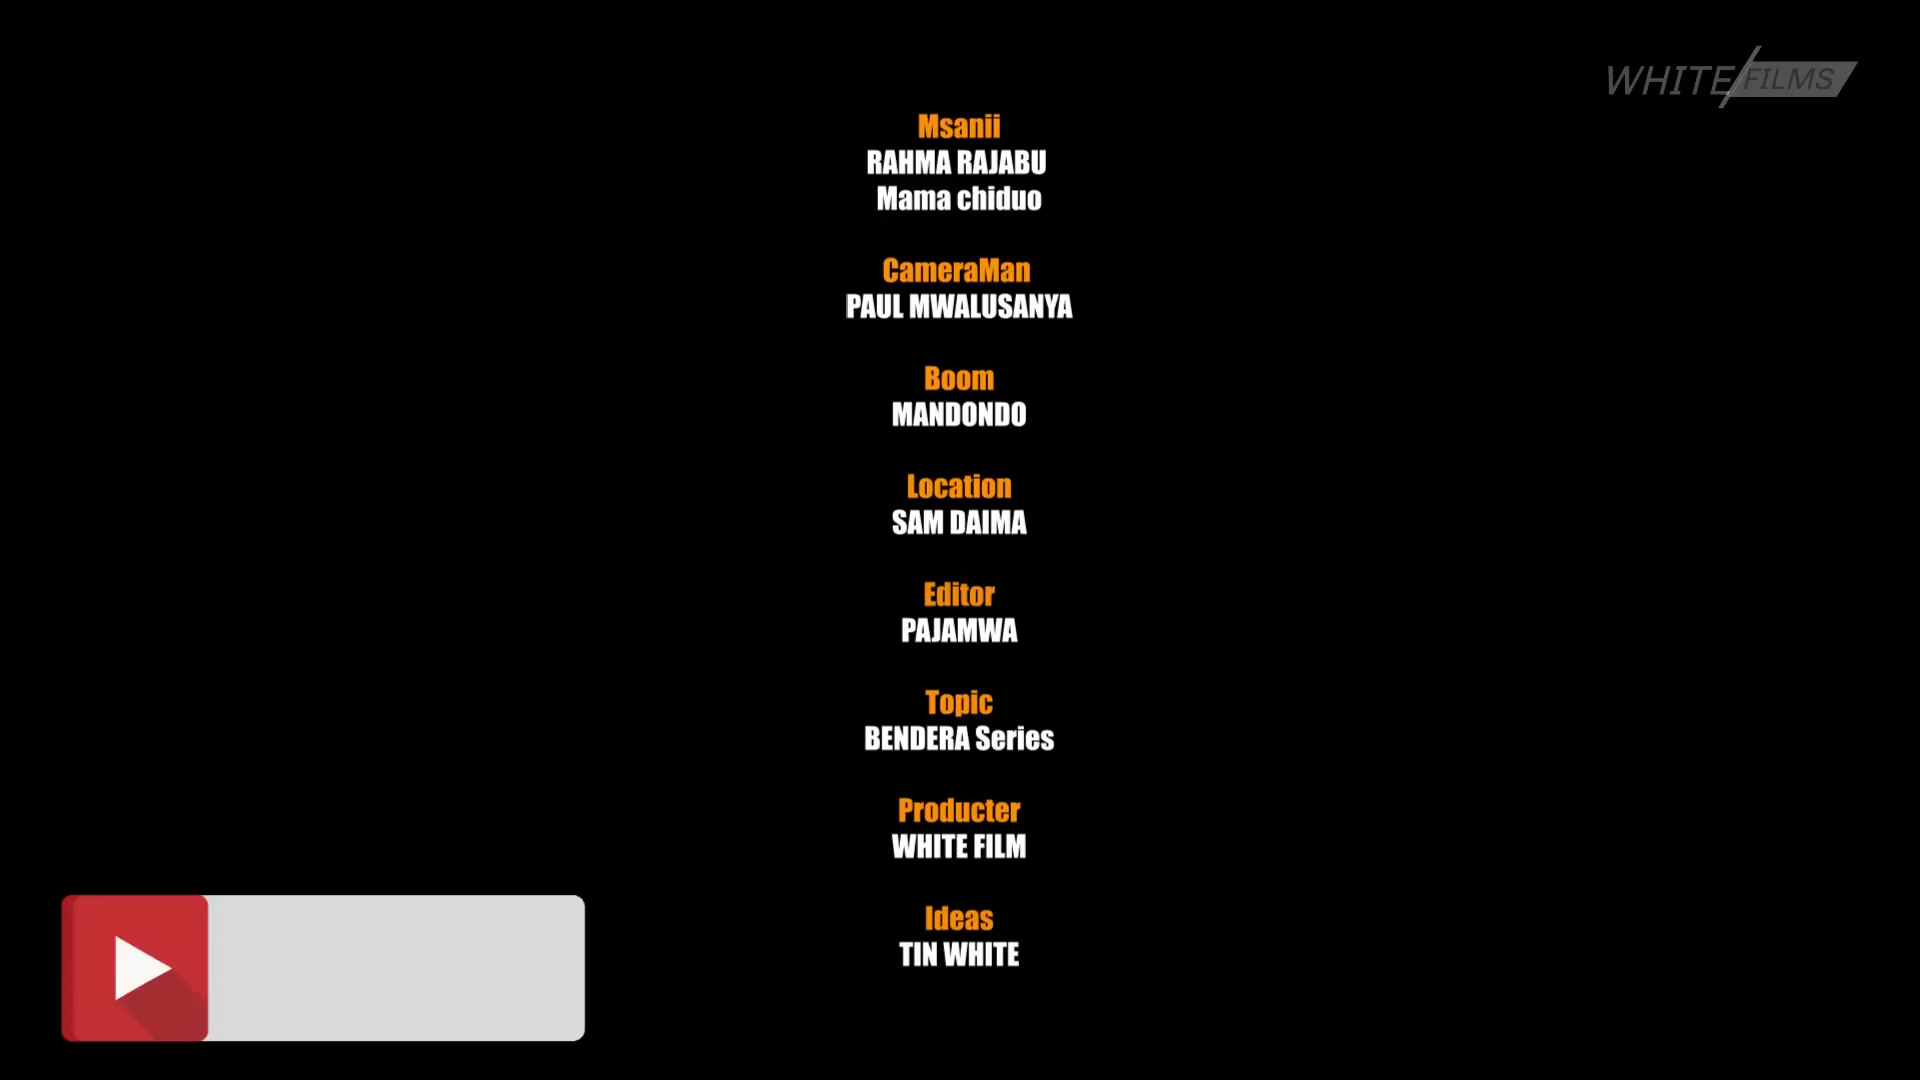 WHITE FILMS
Msanii
RAHMA RAJABU
Mama chiduo
CameraMan
PAUL MWALUSANYA
Boom
MANDONDO
Location
SAM DAIMA
Editor
PAJAMWA
Topic
BENDERA Series
Producter
WHITE FILM
Ideas
TIN WHITE